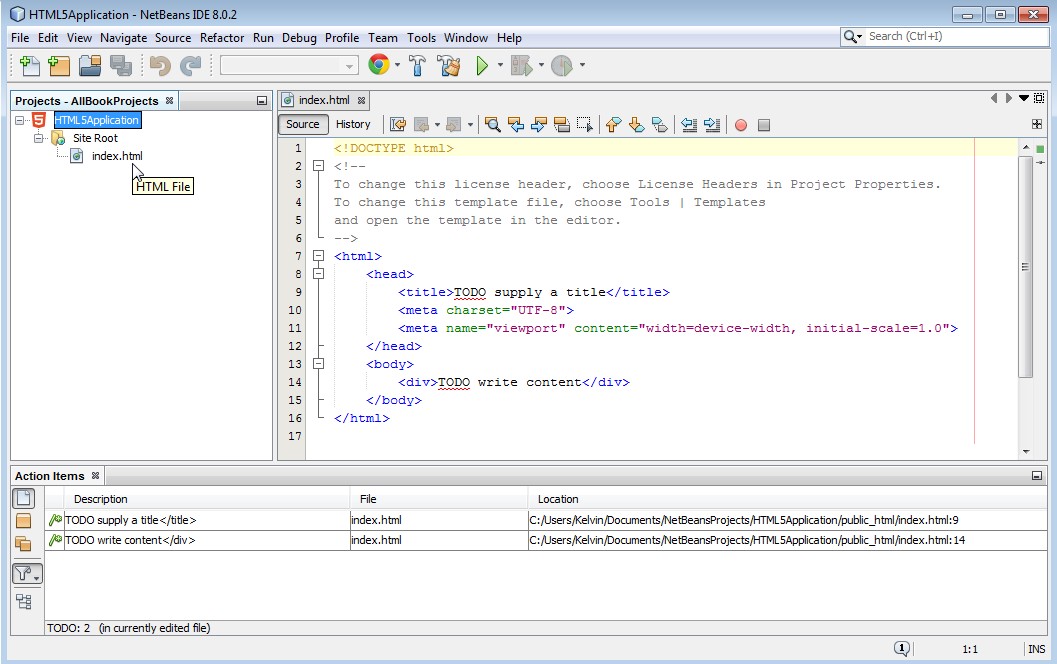 HTML5Application - NetBeans IDE 8.0.2
File Edit View Navigate Source Refactor Run Debug Profile Team Tools Window Help
Search (Ctrl+I)
Projects - AllBookProjects
HTML5Application
Site Root
index.html
HTML File
index.html
Source History
1 <!DOCTYPE html>
2 <!--
3 To change this license header, choose License Headers in Project Properties.
4 To change this template file, choose Tools | Templates
5 and open the template in the editor.
6 -->
7 <html>
8 <head>
9 <title>TODO supply a title</title>
10 <meta charset="UTF-8">
11 <meta name="viewport" content="width=device-width, initial-scale=1.0">
12 </head>
13 <body>
14 <div>TODO write content</div>
15 </body>
16 </html>
17
Action Items
Description File Location
TODO supply a title</title> index.html C:/Users/Kelvin/Documents/NetBeansProjects/HTML5Application/public_html/index.html:9
TODO write content</div> index.html C:/Users/Kelvin/Documents/NetBeansProjects/HTML5Application/public_html/index.html:14
TODO: 2 (in currently edited file)
1 1:1 INS